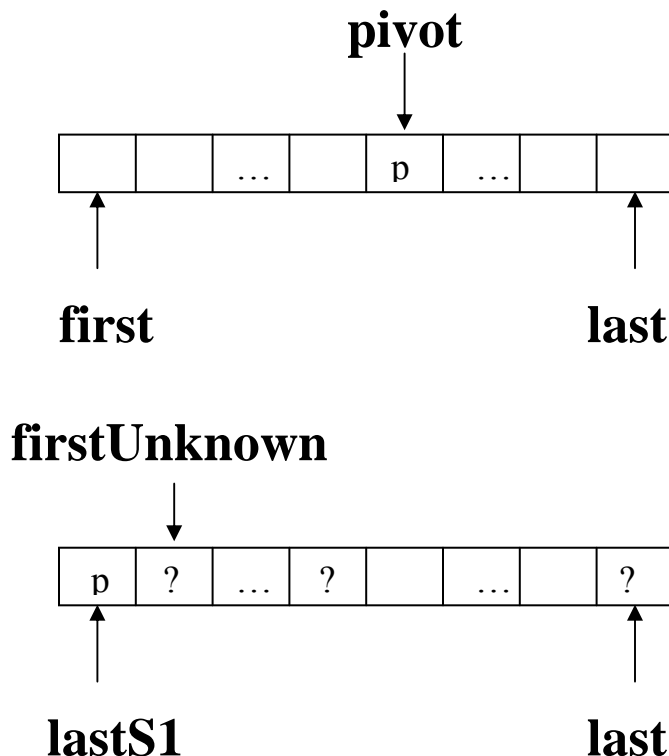 pivot
... p ...
first last
firstUnknown
p ? ... ? ... ?
lastS1 last